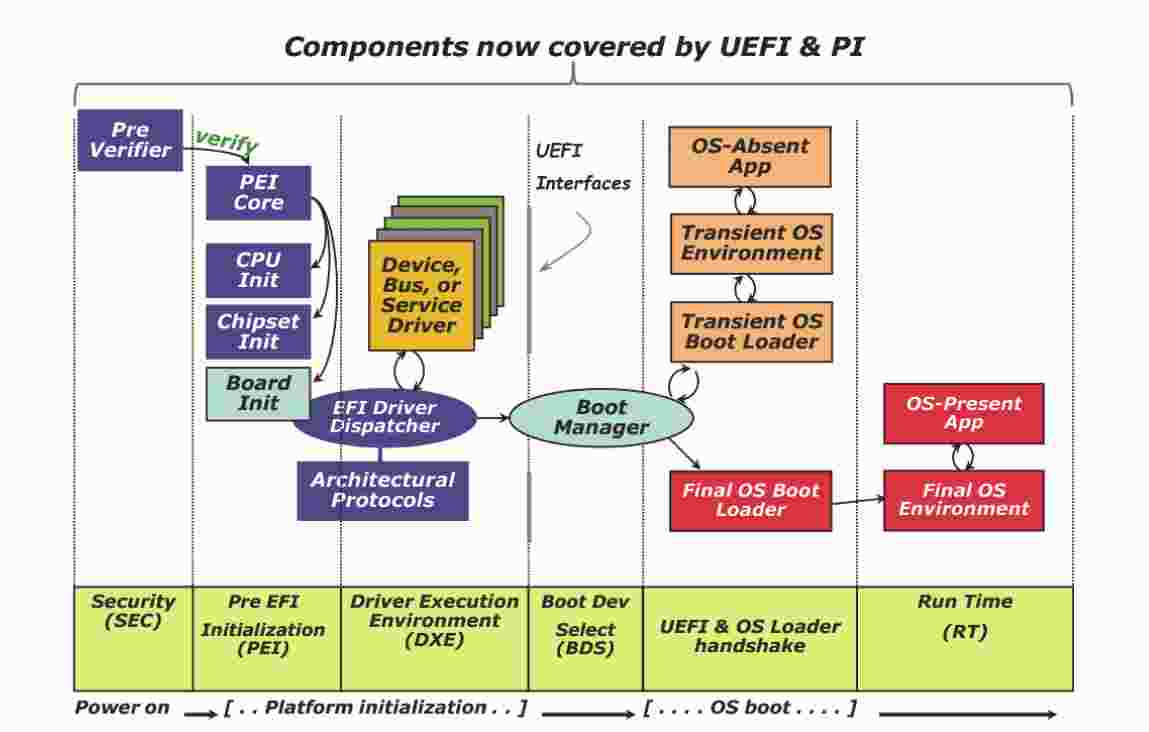 Components now covered by UEFI & PI
Pre
Verifier
verify
PEI
Core
CPU
Init
Chipset
Init
Board
Init
Device,
Bus, or
Service
Driver
EFI Driver
Dispatcher
Architectural
Protocols
UEFI
Interfaces
Boot
Manager
OS-Absent
App
Transient OS
Environment
Transient OS
Boot Loader
Final OS Boot
Loader
OS-Present
App
Final OS
Environment
Security
(SEC)
Pre EFI
Initialization
(PEI)
Driver Execution
Environment
(DXE)
Boot Dev
Select
(BDS)
UEFI & OS Loader
handshake
Run Time
(RT)
Power on
[ . . Platform initialization . . ]
[ . . . . OS boot . . . . ]